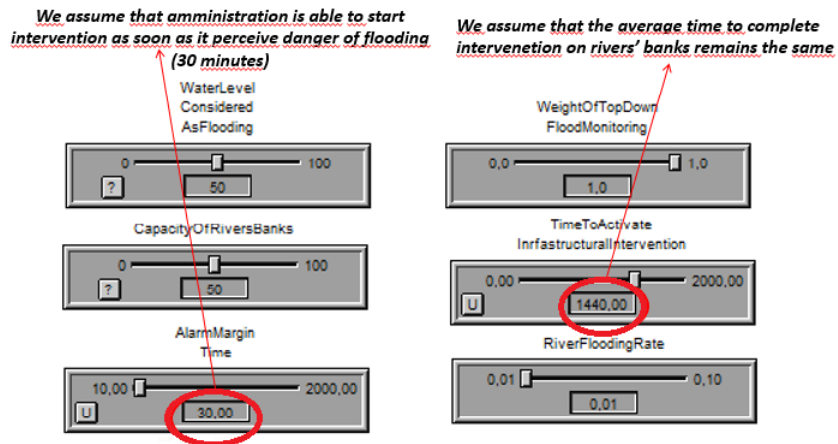 We assume that amministration is able to start
intervention as soon as it perceive danger of flooding
(30 minutes)
We assume that the average time to complete
intervenetion on rivers' banks remains the same
WaterLevel
Considered
AsFlooding
0 100
?
50
CapacityOfRiversBanks
0 100
?
50
AlarmMargin
Time
10,00 2000,00
U
30,00
WeightOfTopDown
FloodMonitoring
0,0 1,0
1,0
TimeToActivate
InrfastructuralIntervention
0,00 2000,00
U
1440,00
RiverFloodingRate
0,01 0,10
0,01